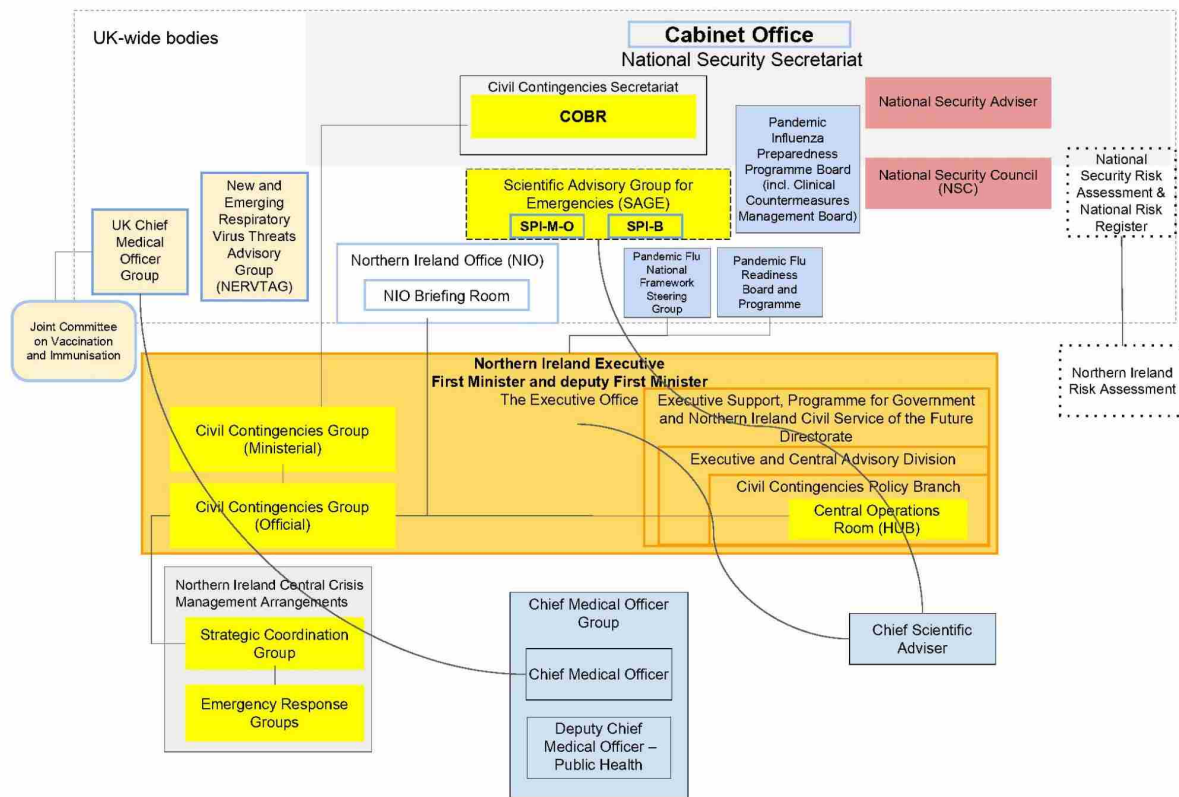 UK-wide bodies
Cabinet Office
National Security Secretariat
Civil Contingencies Secretariat
COBR
National Security Adviser
Pandemic
Influenza
Preparedness
Programme Board
(incl. Clinical
Countermeasures
Management Board)
National Security Council
(NSC)
National
Security Risk
Assessment &
National Risk
Register
Scientific Advisory Group for
Emergencies (SAGE)
SPI-M-O
SPI-B
New and
Emerging
Respiratory
Virus Threats
Advisory
Group
(NERVTAG)
UK Chief
Medical
Officer
Group
Northern Ireland Office (NIO)
NIO Briefing Room
Pandemic Flu
National
Framework
Steering
Group
Pandemic Flu
Readiness
Board and
Programme
Joint Committee
on Vaccination
and Immunisation
Northern Ireland Executive
First Minister and deputy First Minister
The Executive Office
Northern Ireland
Risk Assessment
Executive Support, Programme for Government
and Northern Ireland Civil Service of the Future
Directorate
Civil Contingencies Group
(Ministerial)
Executive and Central Advisory Division
Civil Contingencies Policy Branch
Civil Contingencies Group
(Official)
Central Operations
Room (HUB)
Northern Ireland Central Crisis
Management Arrangements
Strategic Coordination
Group
Emergency Response
Groups
Chief Medical Officer
Group
Chief Medical Officer
Deputy Chief
Medical Officer –
Public Health
Chief Scientific
Adviser